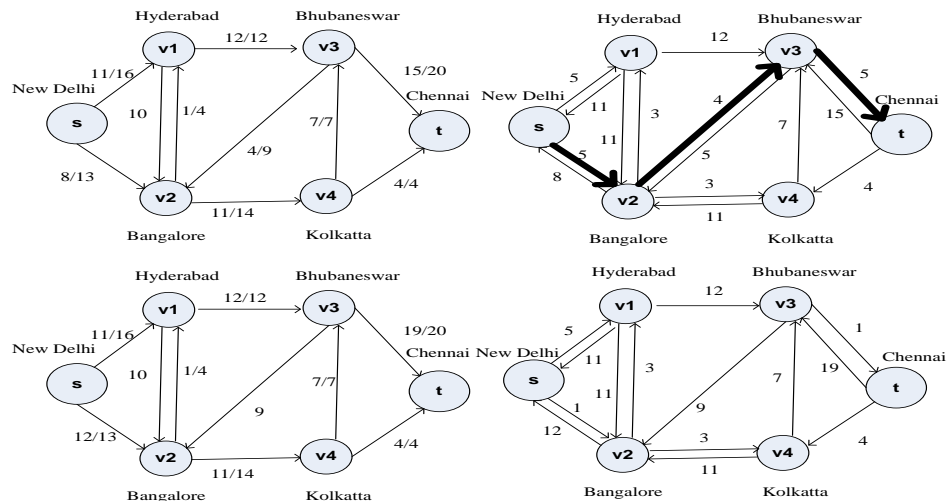 Hyderabad
Bhubaneswar
12/12
v1
v3
11/16
15/20
New Delhi
10
1/4
Chennai
s
7/7
t
4/9
8/13
4/4
v2
v4
11/14
Bangalore
Kolkatta
Hyderabad
Bhubaneswar
12
v1
v3
5
5
New Delhi
11
3
4
Chennai
s
11
7
15
t
5
5
8
3
4
v2
v4
11
Bangalore
Kolkatta
Hyderabad
Bhubaneswar
12/12
v1
v3
11/16
19/20
New Delhi
10
1/4
7/7
Chennai
s
t
9
12/13
4/4
v2
v4
11/14
Bangalore
Kolkatta
Hyderabad
Bhubaneswar
12
v1
v3
5
1
New Delhi
11
3
19
Chennai
s
11
7
t
1
9
12
3
4
v2
v4
11
Bangalore
Kolkatta